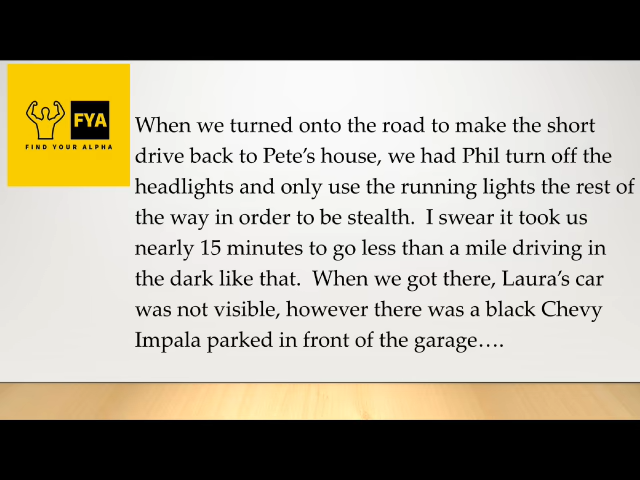 FYA
FIND YOUR ALPHA
When we turned onto the road to make the short
drive back to Pete’s house, we had Phil turn off the
headlights and only use the running lights the rest of
the way in order to be stealth.  I swear it took us
nearly 15 minutes to go less than a mile driving in
the dark like that.  When we got there, Laura’s car
was not visible, however there was a black Chevy
Impala parked in front of the garage….